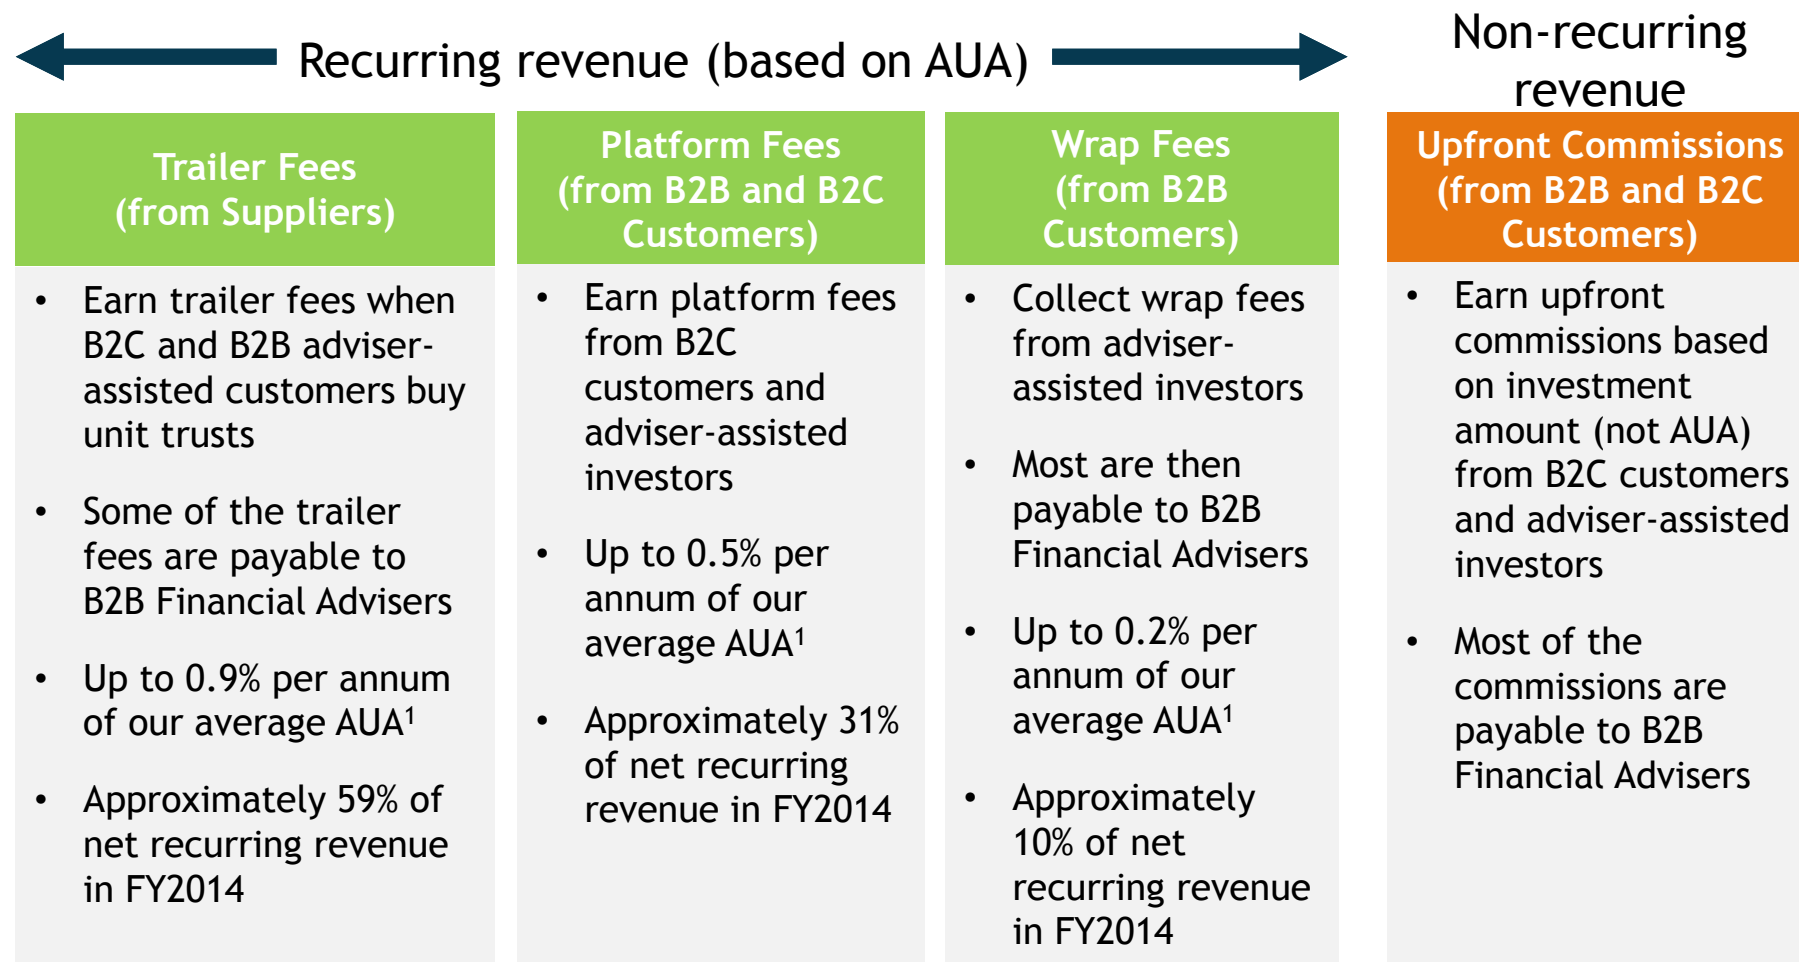 Recurring revenue (based on AUA)
Non-recurring
revenue
Trailer Fees
(from Suppliers)
• Earn trailer fees when
B2C and B2B adviser-
assisted customers buy
unit trusts
• Some of the trailer
fees are payable to
B2B Financial Advisers
• Up to 0.9% per annum
of our average AUA¹
• Approximately 59% of
net recurring revenue
in FY2014
Platform Fees
(from B2B and B2C
Customers)
• Earn platform fees
from B2C
customers and
adviser-assisted
investors
• Up to 0.5% per
annum of our
average AUA¹
• Approximately 31%
of net recurring
revenue in FY2014
Wrap Fees
(from B2B
Customers)
• Collect wrap fees
from adviser-
assisted investors
• Most are then
payable to B2B
Financial Advisers
• Up to 0.2% per
annum of our
average AUA¹
• Approximately
10% of net
recurring revenue
in FY2014
Upfront Commissions
(from B2B and B2C
Customers)
• Earn upfront
commissions based
on investment
amount (not AUA)
from B2C customers
and adviser-assisted
investors
• Most of the
commissions are
payable to B2B
Financial Advisers